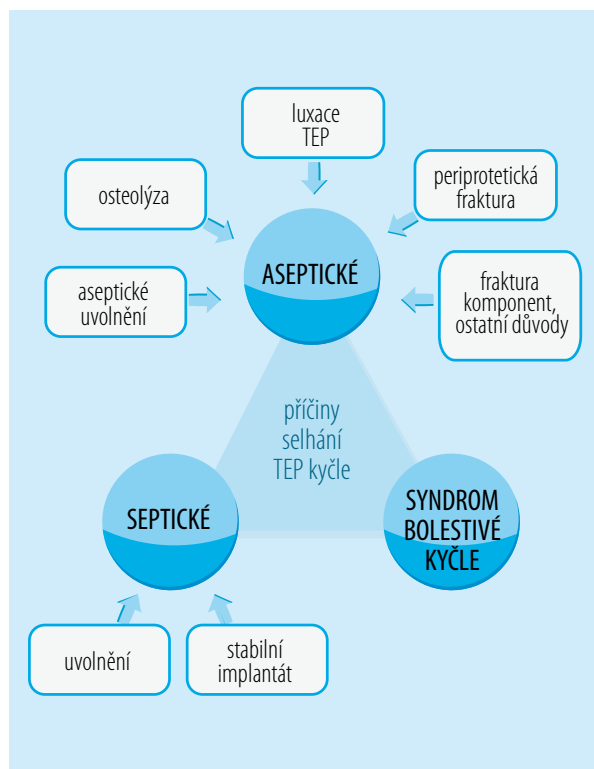 luxace
TEP
osteolýza
periprotetická
fraktura
ASEPTICKÉ
aseptické
uvolnění
fraktura
komponent,
ostatní důvody
příčiny
selhání
TEP kyčle
SEPTICKÉ
SYNDROM
BOLESTIVÉ
KYČLE
uvolnění
stabilní
implantát